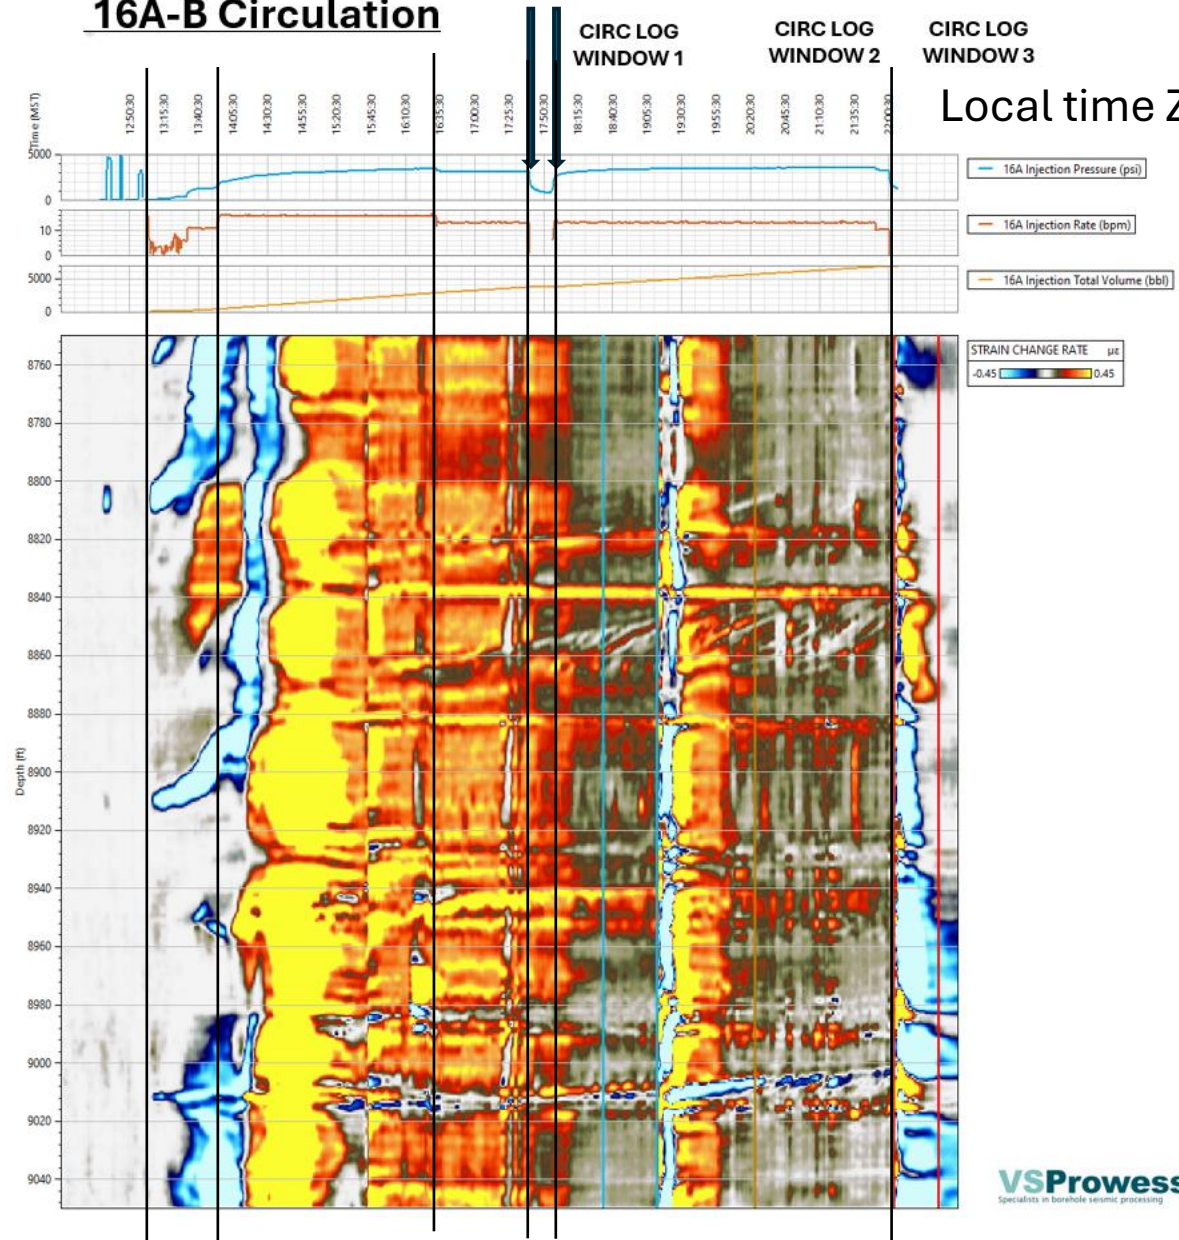 16A-B Circulation
CIRC LOG
WINDOW 1
CIRC LOG
WINDOW 2
CIRC LOG
WINDOW 3
Local time Z
Time (MST)
12:50:30
13:15:30
13:40:30
14:05:30
14:30:30
14:55:30
15:20:30
15:45:30
16:10:30
16:35:30
17:00:30
17:25:30
17:50:30
18:15:30
18:40:30
19:05:30
19:30:30
19:55:30
20:20:30
20:45:30
21:10:30
21:35:30
22:00:30
5000
0
16A Injection Pressure (psi)
10
0
16A Injection Rate (bpm)
5000
0
16A Injection Total Volume (bbl)
STRAIN CHANGE RATE με
-0.45 0.45
Depth (ft)
8760
8780
8800
8820
8840
8860
8880
8900
8920
8940
8960
8980
9000
9020
9040
VSProwess
Specialists in borehole seismic processing